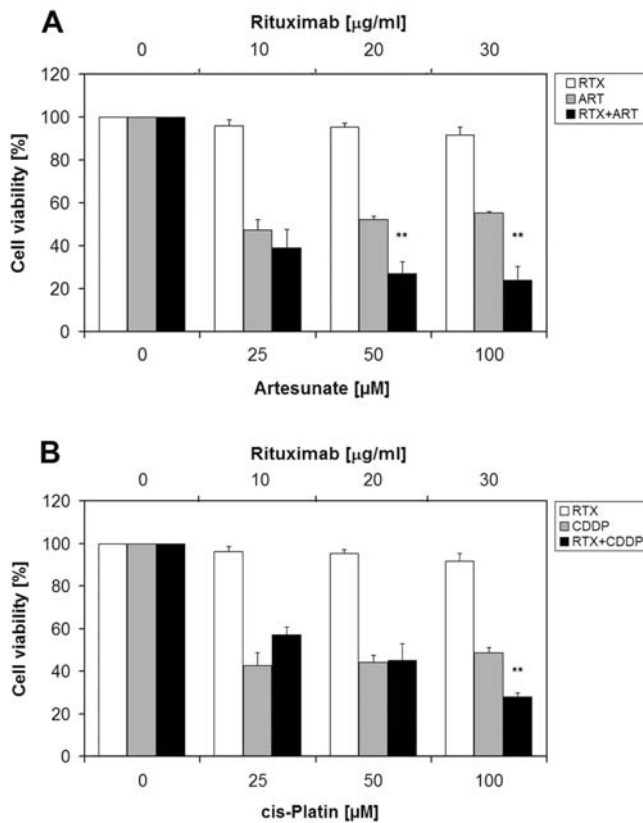 A
Rituximab [µg/ml]
0 10 20 30
120
100
80
60
40
20
0
Cell viability [%]
RTX
ART
RTX+ART
** **
0 25 50 100
Artesunate [µM]
B
Rituximab [µg/ml]
0 10 20 30
120
100
80
60
40
20
0
Cell viability [%]
RTX
CDDP
RTX+CDDP
**
0 25 50 100
cis-Platin [µM]